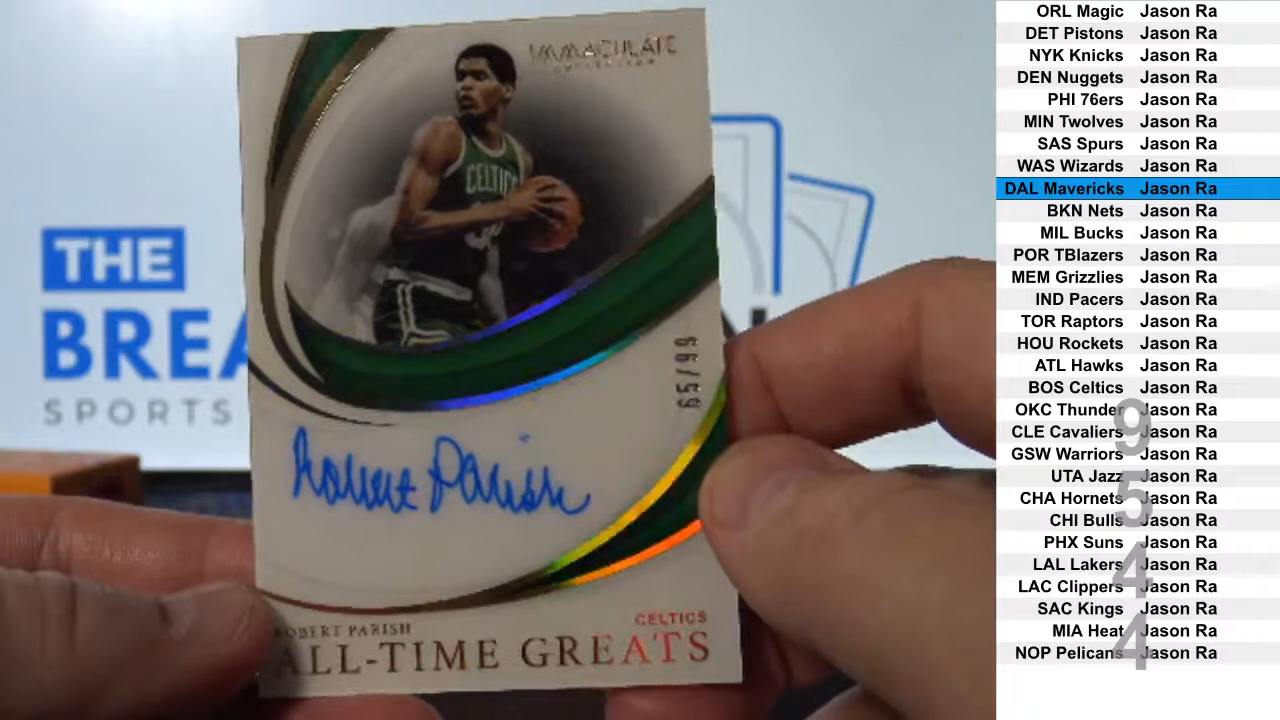 IMMACULATE
COLLECTION
CELTICS
65/99
Robert Parish
ROBERT PARISH
CELTICS
ALL-TIME GREATS
THE
BREA
SPORTS
ORL Magic Jason Ra
DET Pistons Jason Ra
NYK Knicks Jason Ra
DEN Nuggets Jason Ra
PHI 76ers Jason Ra
MIN Twolves Jason Ra
SAS Spurs Jason Ra
WAS Wizards Jason Ra
DAL Mavericks Jason Ra
BKN Nets Jason Ra
MIL Bucks Jason Ra
POR TBlazers Jason Ra
MEM Grizzlies Jason Ra
IND Pacers Jason Ra
TOR Raptors Jason Ra
HOU Rockets Jason Ra
ATL Hawks Jason Ra
BOS Celtics Jason Ra
OKC Thunder Jason Ra
CLE Cavaliers Jason Ra
GSW Warriors Jason Ra
UTA Jazz Jason Ra
CHA Hornets Jason Ra
CHI Bulls Jason Ra
PHX Suns Jason Ra
LAL Lakers Jason Ra
LAC Clippers Jason Ra
SAC Kings Jason Ra
MIA Heat Jason Ra
NOP Pelicans Jason Ra
9
5
4
4